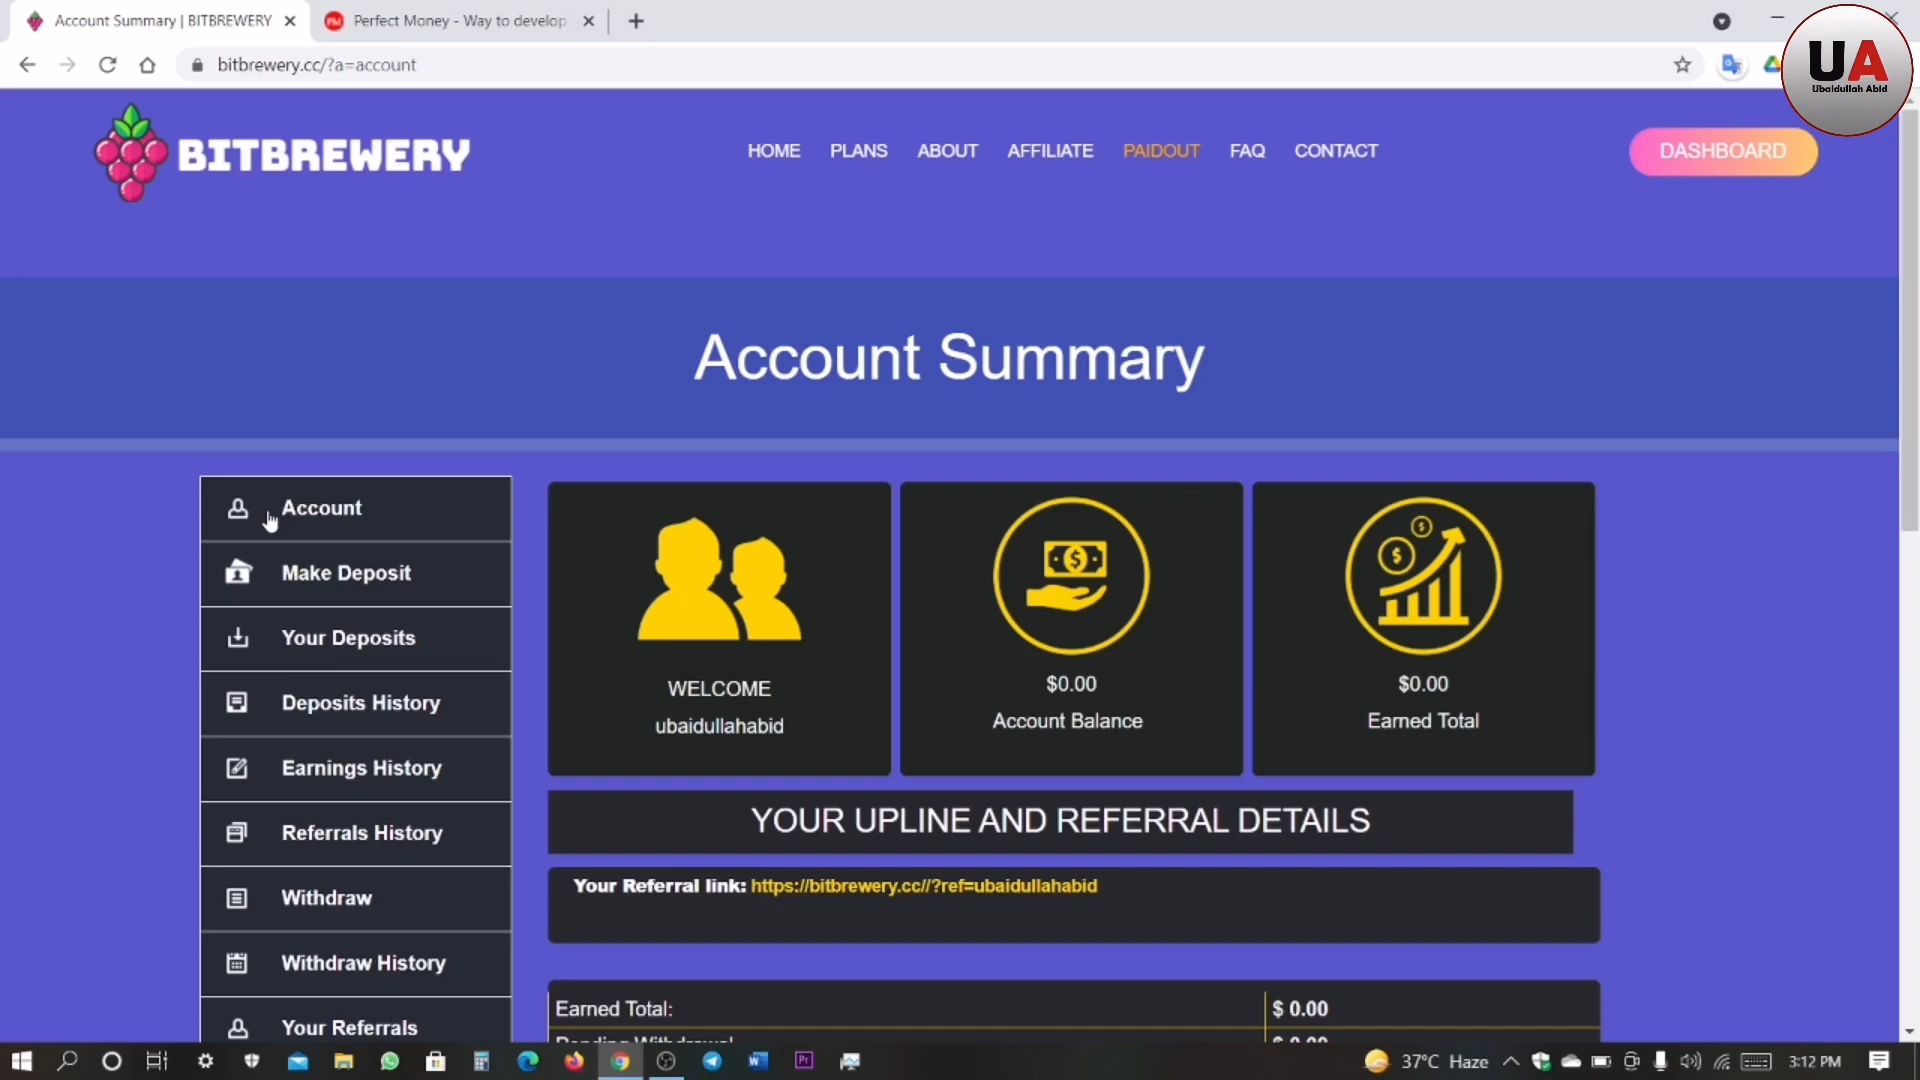 Account Summary | BITBREWERY
Perfect Money - Way to develop
UA
Ubaidullah Abid
bitbrewery.cc/?a=account
BITBREWERY
HOME PLANS ABOUT AFFILIATE PAIDOUT FAQ CONTACT
DASHBOARD
Account Summary
Account
Make Deposit
Your Deposits
Deposits History
Earnings History
Referrals History
Withdraw
Withdraw History
Your Referrals
WELCOME
ubaidullahabid
$0.00
Account Balance
$0.00
Earned Total
YOUR UPLINE AND REFERRAL DETAILS
Your Referral link: https://bitbrewery.cc//?ref=ubaidullahabid
Earned Total: $ 0.00
37°C Haze
3:12 PM